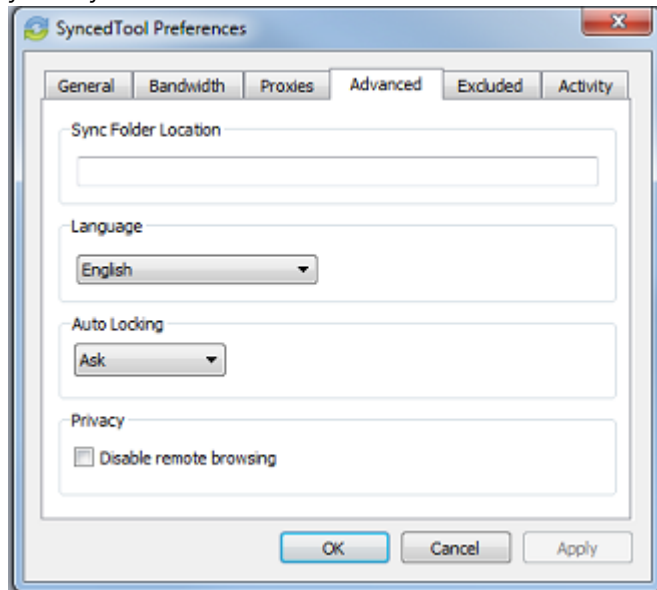 SyncedTool Preferences
General Bandwidth Proxies Advanced Excluded Activity
Sync Folder Location
Language
English
Auto Locking
Ask
Privacy
Disable remote browsing
OK Cancel Apply